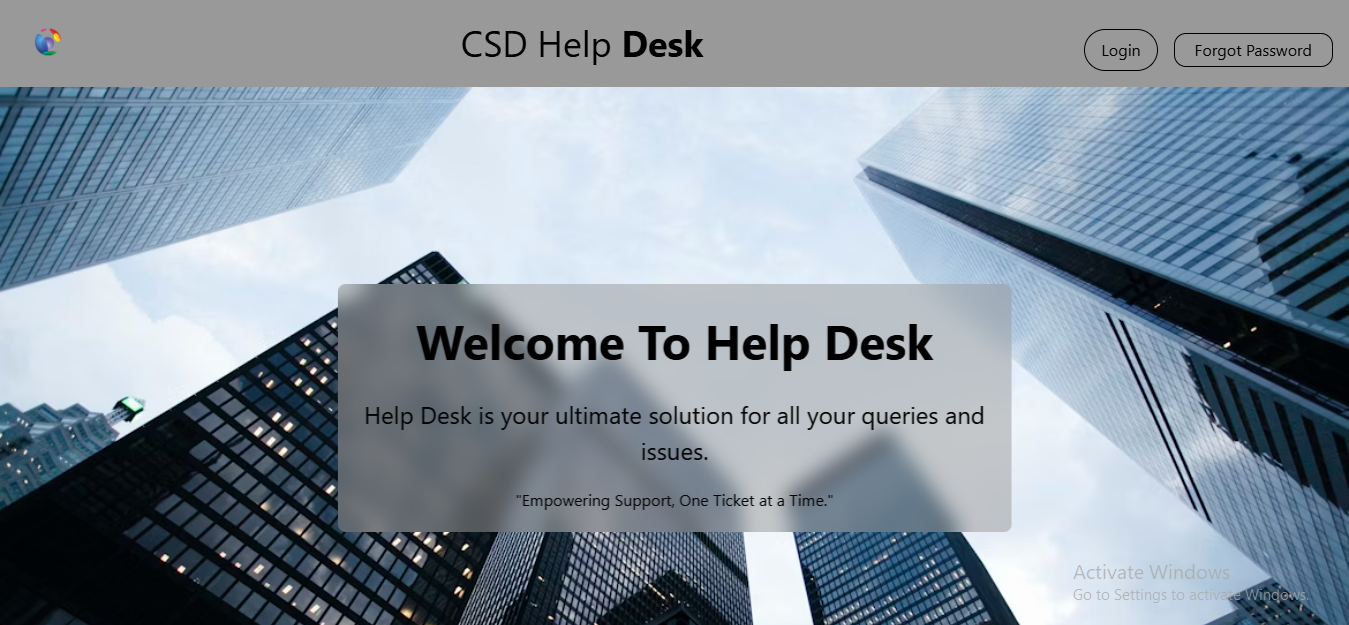 CSD Help Desk
Login
Forgot Password
Welcome To Help Desk
Help Desk is your ultimate solution for all your queries and
issues.
"Empowering Support, One Ticket at a Time."
Activate Windows
Go to Settings to activate Windows.